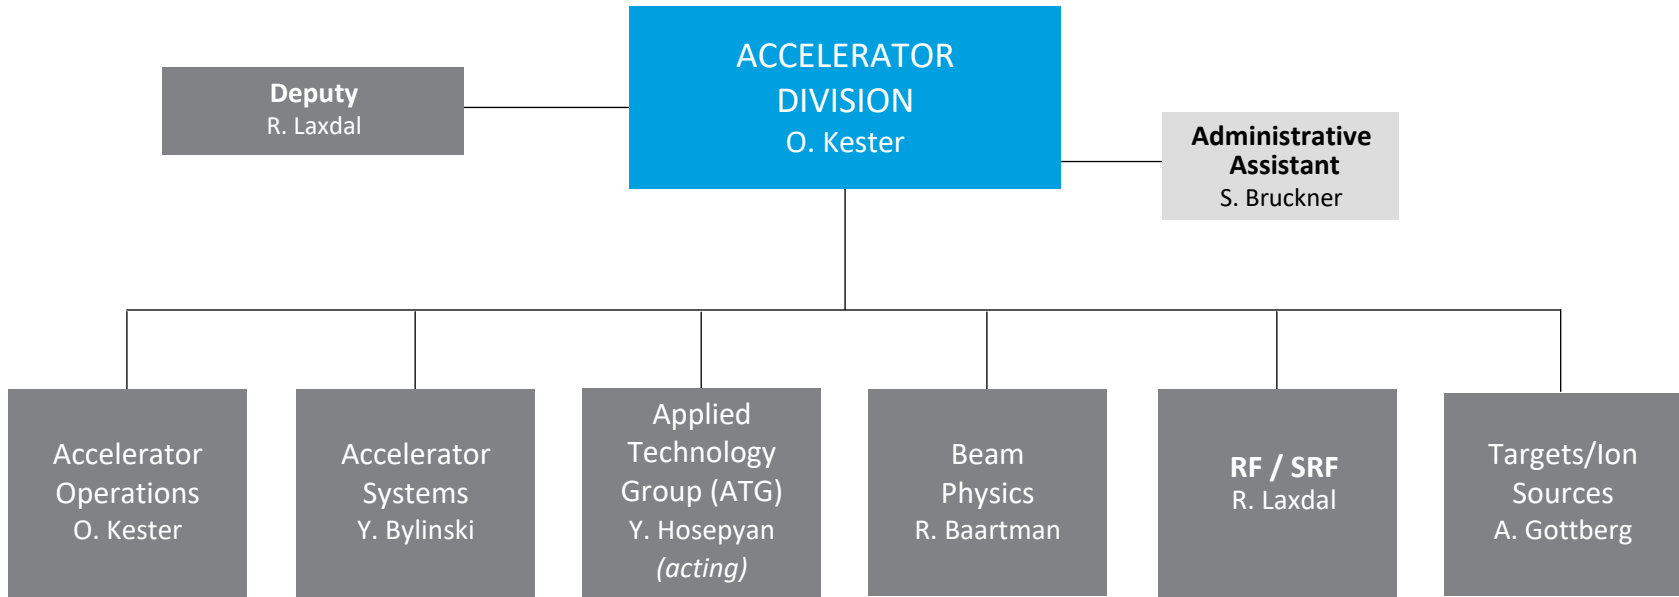 ACCELERATOR
DIVISION
O. Kester
Deputy
R. Laxdal
Administrative
Assistant
S. Bruckner
Accelerator
Operations
O. Kester
Accelerator
Systems
Y. Bylinski
Applied
Technology
Group (ATG)
Y. Hosepyan
(acting)
Beam
Physics
R. Baartman
RF / SRF
R. Laxdal
Targets/Ion
Sources
A. Gottberg